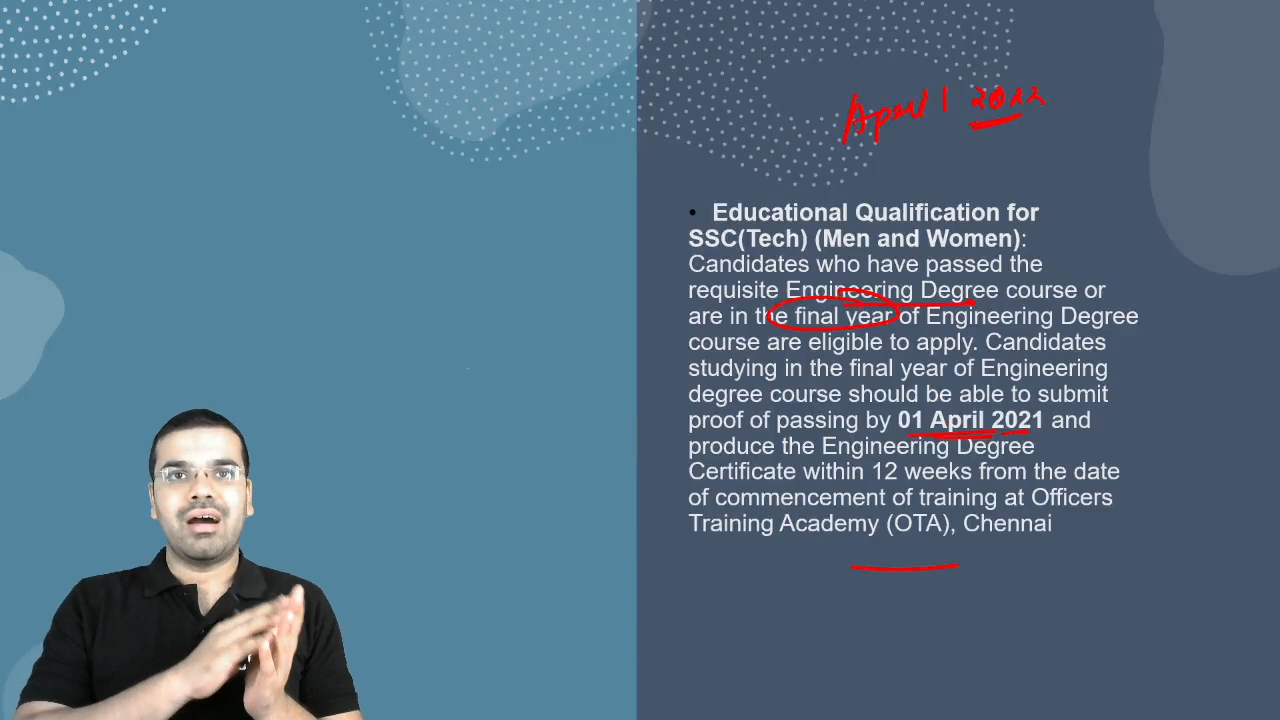 April 1 2022
• Educational Qualification for
SSC(Tech) (Men and Women):
Candidates who have passed the
requisite Engineering Degree course or
are in the final year of Engineering Degree
course are eligible to apply. Candidates
studying in the final year of Engineering
degree course should be able to submit
proof of passing by 01 April 2021 and
produce the Engineering Degree
Certificate within 12 weeks from the date
of commencement of training at Officers
Training Academy (OTA), Chennai